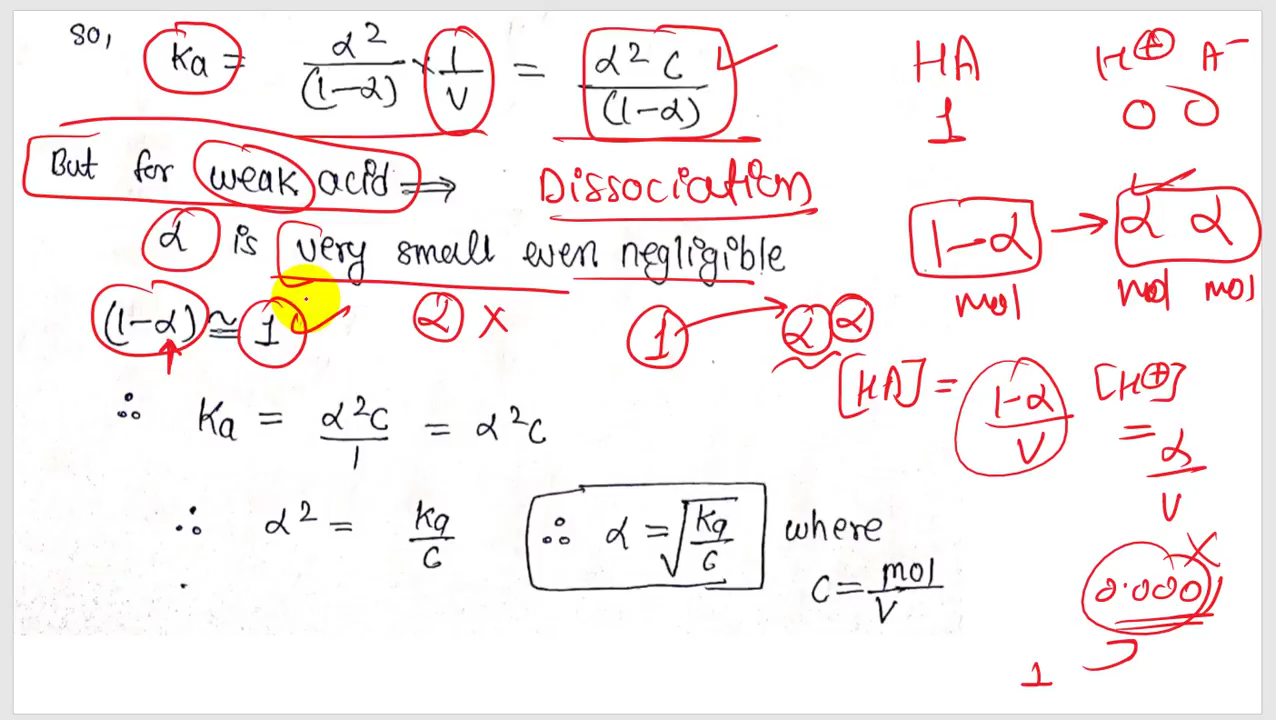 so, Ka = α²/(1-α) × 1/V = α² C/(1-α)
HA H⊕ A⁻
1 0 0
But for weak acid ⇒ Dissociation
1-α → α α
mol mol mol
α is very small even negligible
(1-α) ≅ 1 2 × 1 → α α
[HA] = 1-α/V [H⊕] = α/V
∴ Ka = α²C/1 = α²C
∴ α² = Ka/C ∴ α = √Ka/C where
C = mol/V
0.000 ×
1